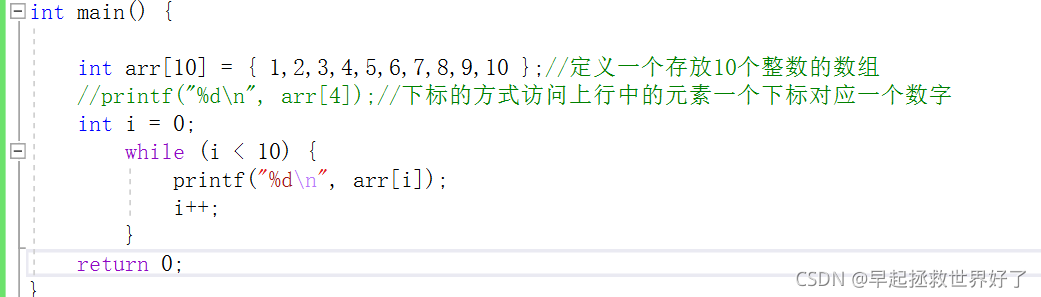 int main() {
int arr[10] = { 1,2,3,4,5,6,7,8,9,10 };//定义一个存放10个整数的数组
//printf("%d\n", arr[4]);//下标的方式访问上行中的元素一个下标对应一个数字
int i = 0;
while (i < 10) {
printf("%d\n", arr[i]);
i++;
}
return 0;
}
CSDN @早起拯救世界好了